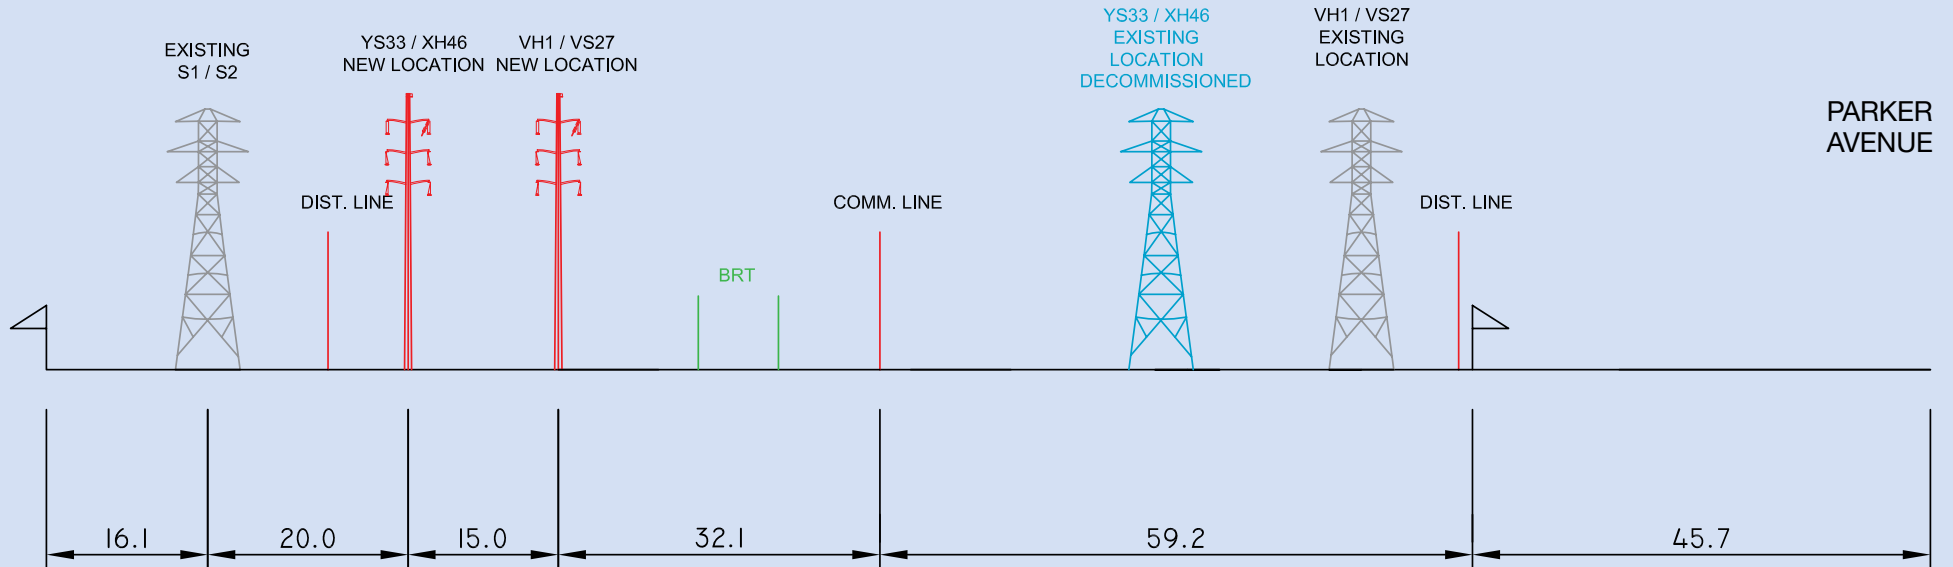 EXISTING
S1 / S2
YS33 / XH46
NEW LOCATION
VH1 / VS27
NEW LOCATION
YS33 / XH46
EXISTING
LOCATION
DECOMMISSIONED
VH1 / VS27
EXISTING
LOCATION
PARKER
AVENUE
DIST. LINE
COMM. LINE
DIST. LINE
BRT
16.1
20.0
15.0
32.1
59.2
45.7